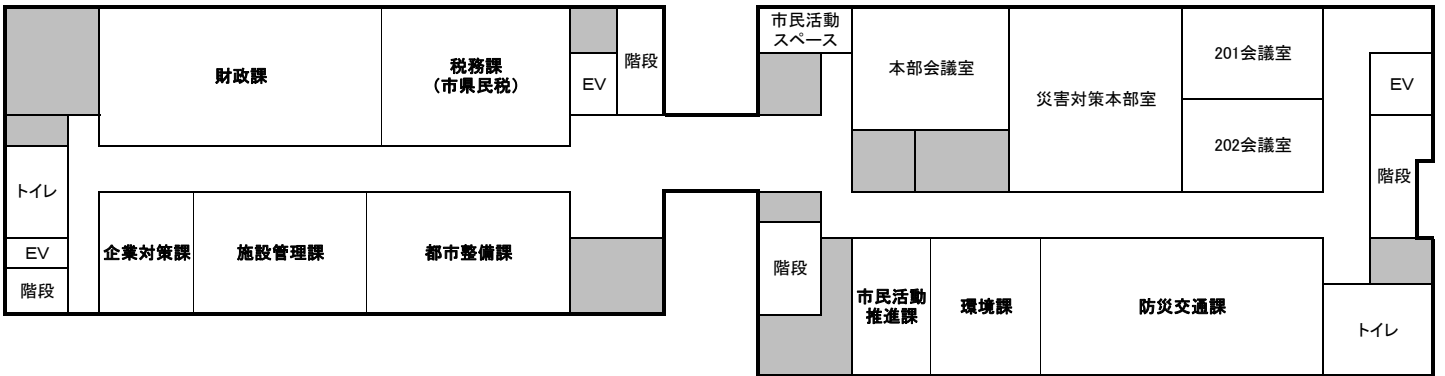 財政課
税務課
(市県民税)
EV
階段
トイレ
EV
階段
企業対策課
施設管理課
都市整備課
市民活動
スペース
本部会議室
災害対策本部室
201会議室
202会議室
EV
階段
階段
市民活動
推進課
環境課
防災交通課
トイレ